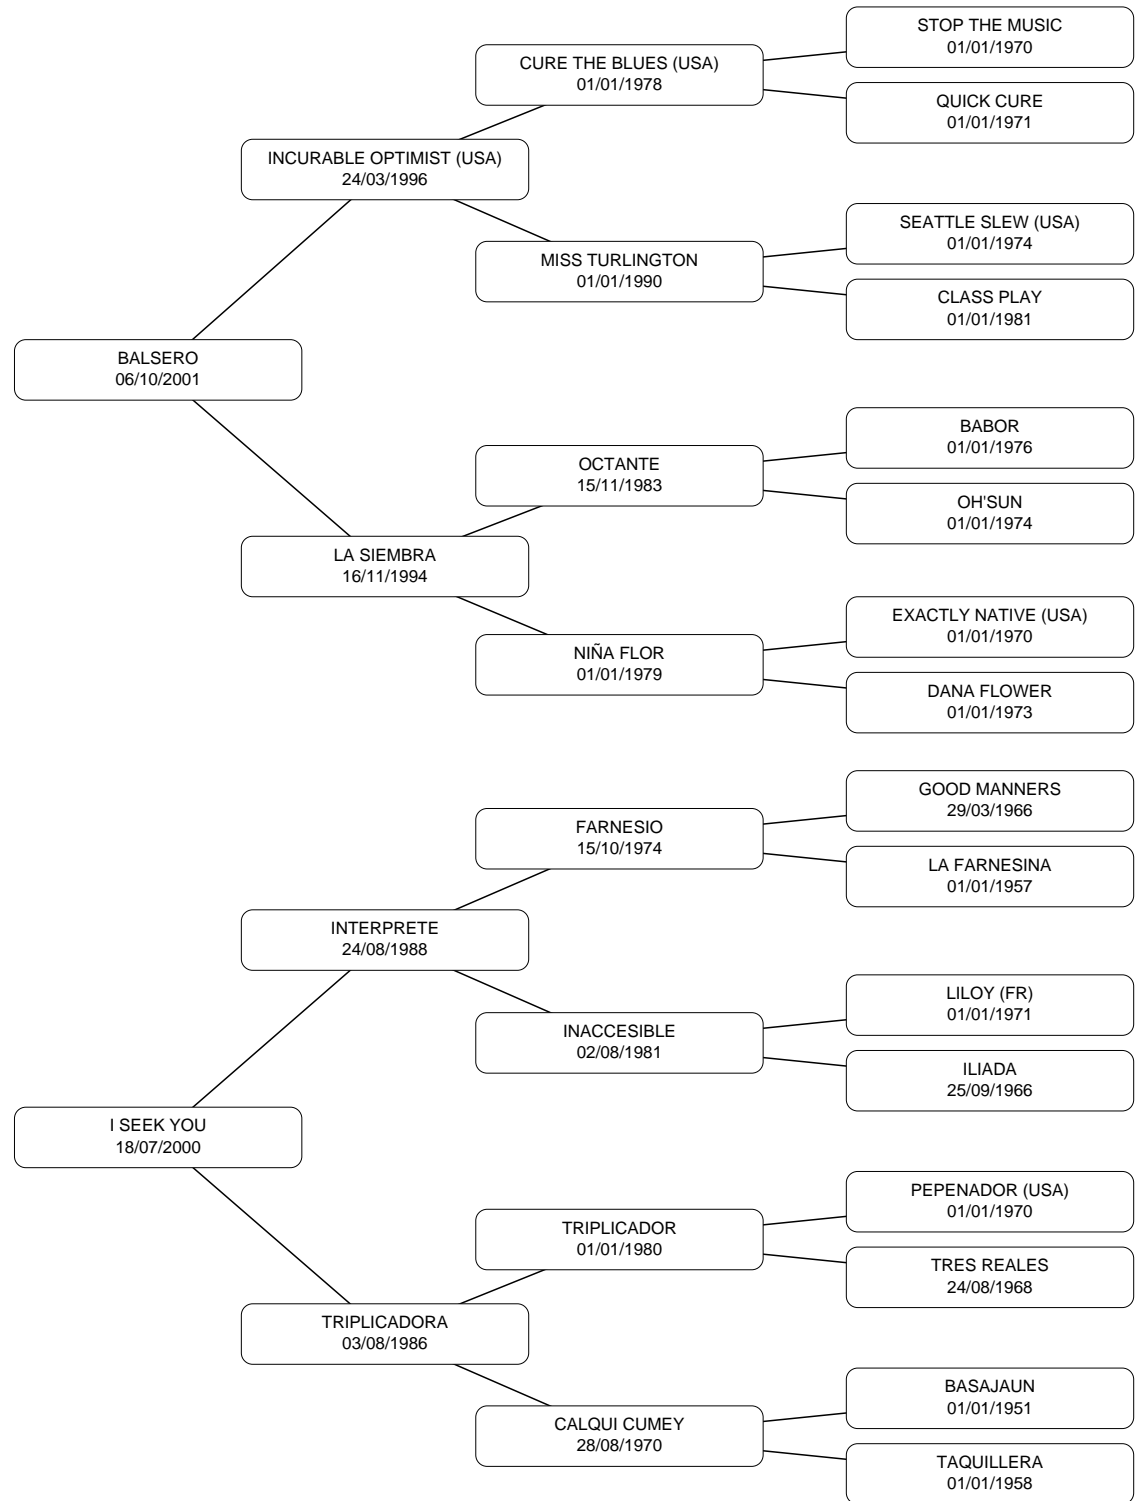 STOP THE MUSIC
01/01/1970
CURE THE BLUES (USA)
01/01/1978
QUICK CURE
01/01/1971
INCURABLE OPTIMIST (USA)
24/03/1996
SEATTLE SLEW (USA)
01/01/1974
MISS TURLINGTON
01/01/1990
CLASS PLAY
01/01/1981
BALSERO
06/10/2001
BABOR
01/01/1976
OCTANTE
15/11/1983
OH'SUN
01/01/1974
LA SIEMBRA
16/11/1994
EXACTLY NATIVE (USA)
01/01/1970
NIÑA FLOR
01/01/1979
DANA FLOWER
01/01/1973
GOOD MANNERS
29/03/1966
FARNESIO
15/10/1974
LA FARNESINA
01/01/1957
INTERPRETE
24/08/1988
LILOY (FR)
01/01/1971
INACCESIBLE
02/08/1981
ILIADA
25/09/1966
I SEEK YOU
18/07/2000
PEPENADOR (USA)
01/01/1970
TRIPLICADOR
01/01/1980
TRES REALES
24/08/1968
TRIPLICADORA
03/08/1986
BASAJAUN
01/01/1951
CALQUI CUMEY
28/08/1970
TAQUILLERA
01/01/1958